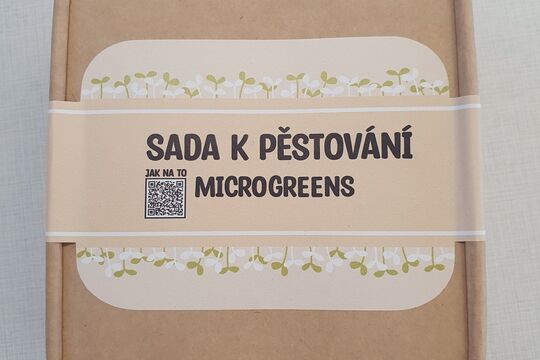 SADA K PĚSTOVÁNÍ
JAK NA TO
MICROGREENS